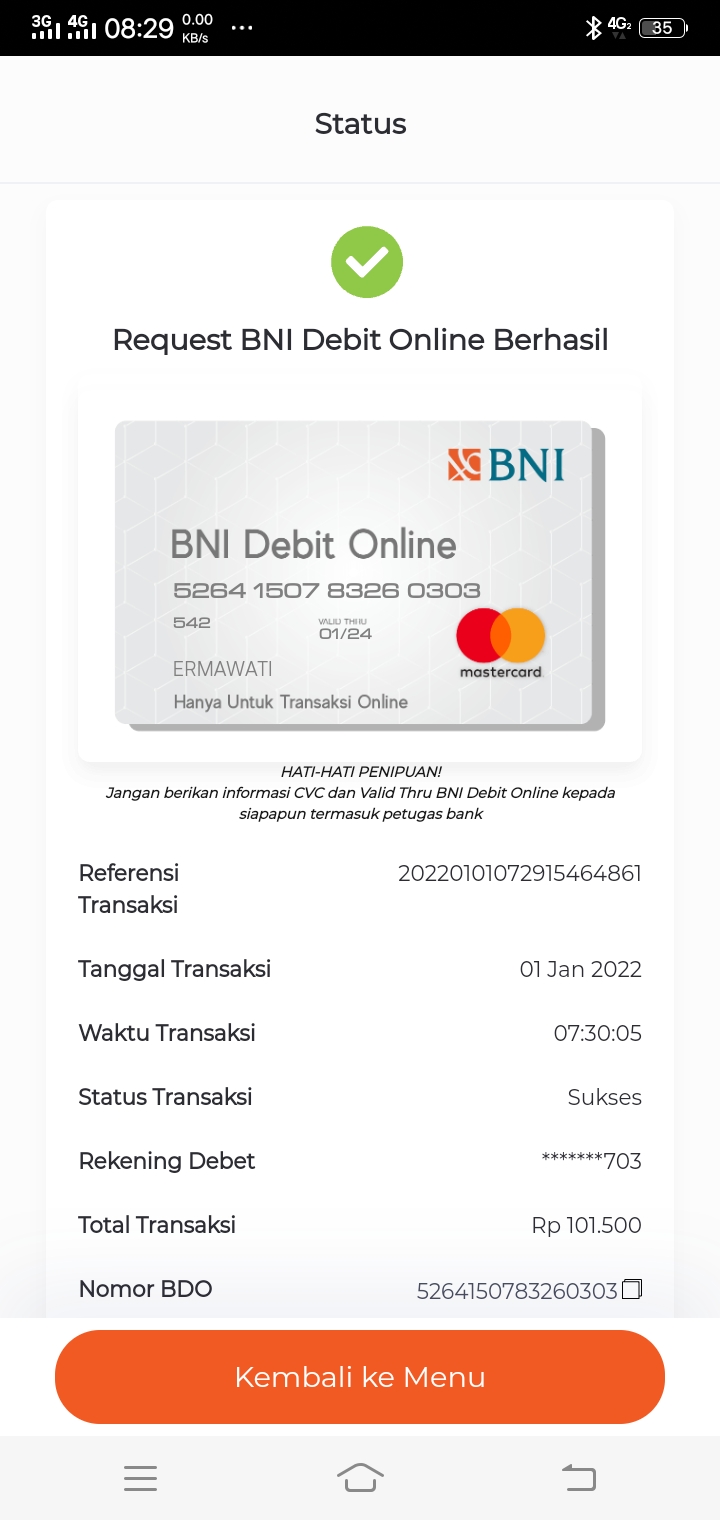 3G 4G 08:29 0.00 KB/s ... 4G2 35
Status
Request BNI Debit Online Berhasil
BNI
BNI Debit Online
5264 1507 8326 0303
542
VALID THRU
01/24
ERMAWATI
mastercard
Hanya Untuk Transaksi Online
HATI-HATI PENIPUAN!
Jangan berikan informasi CVC dan Valid Thru BNI Debit Online kepada
siapapun termasuk petugas bank
Referensi Transaksi 20220101072915464861
Tanggal Transaksi 01 Jan 2022
Waktu Transaksi 07:30:05
Status Transaksi Sukses
Rekening Debet *******703
Total Transaksi Rp 101.500
Nomor BDO 5264150783260303
Kembali ke Menu